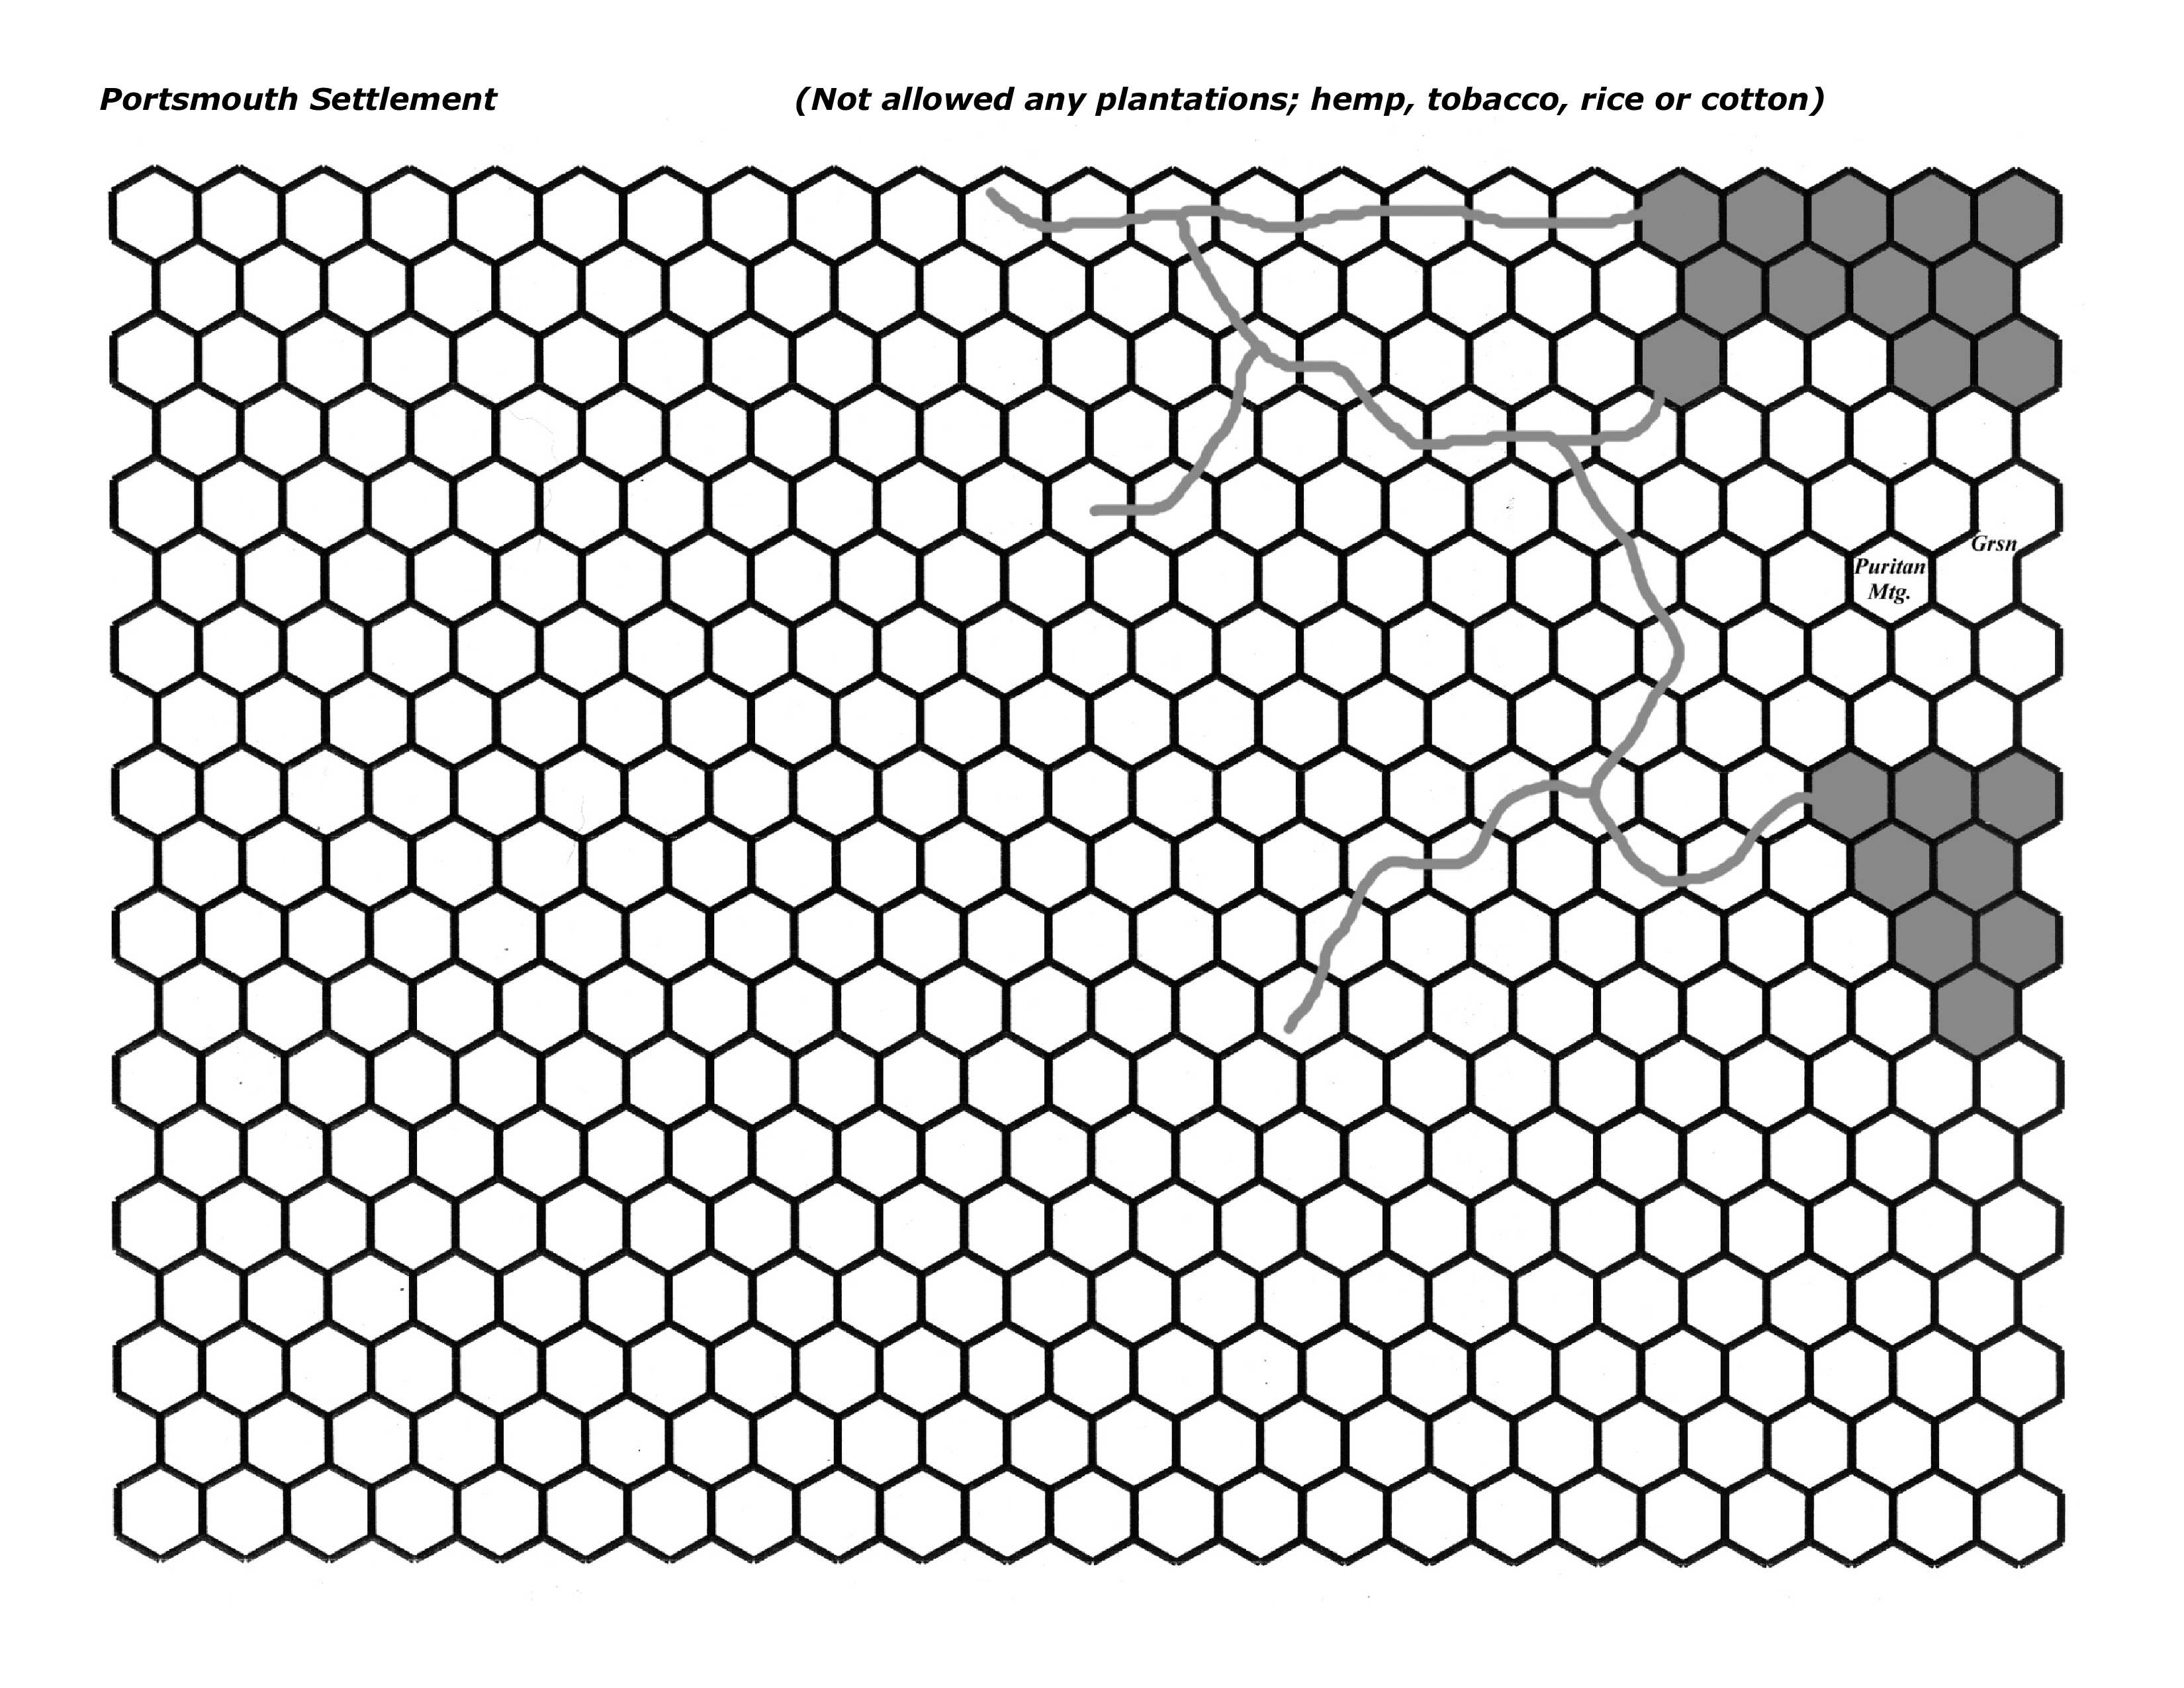 Portsmouth Settlement (Not allowed any plantations; hemp, tobacco, rice or cotton)
Grsn
Puritan
Mtg.